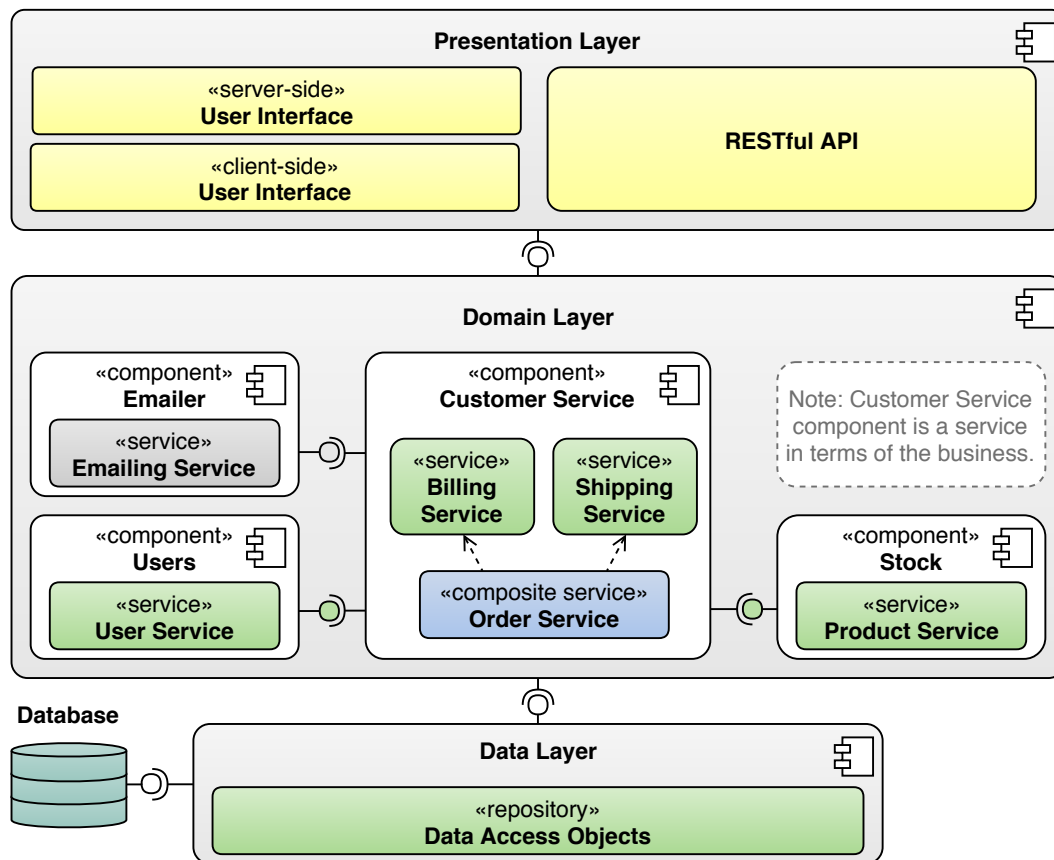 Presentation Layer
«server-side»
User Interface
«client-side»
User Interface
RESTful API
Domain Layer
«component»
Emailer
«service»
Emailing Service
«component»
Customer Service
«service»
Billing
Service
«service»
Shipping
Service
«composite service»
Order Service
Note: Customer Service
component is a service
in terms of the business.
«component»
Users
«service»
User Service
«component»
Stock
«service»
Product Service
Database
Data Layer
«repository»
Data Access Objects